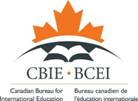 CBIE · BCEI
Canadian Bureau for
International Education
Bureau canadien de
l'éducation internationale